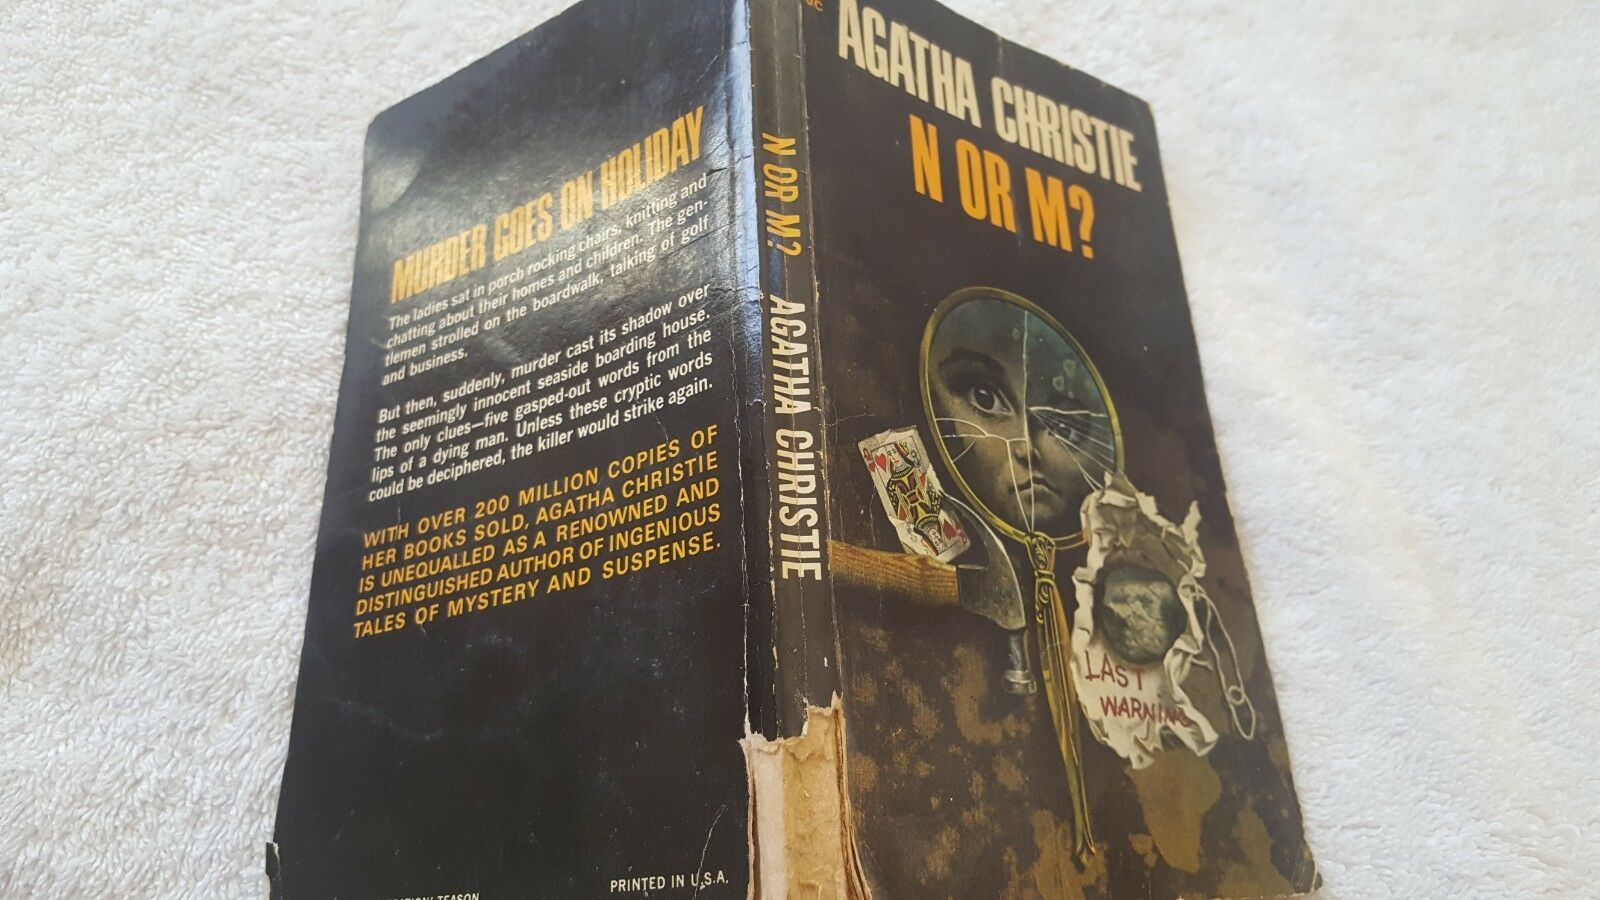 MURDER GOES ON HOLIDAY
The ladies sat in porch rocking chairs, knitting and
chatting about their homes and children. The gen-
tlemen strolled on the boardwalk, talking of golf
and business.
But then, suddenly, murder cast its shadow over
the seemingly innocent seaside boarding house.
The only clues—five gasped-out words from the
lips of a dying man. Unless these cryptic words
could be deciphered, the killer would strike again.
WITH OVER 200 MILLION COPIES OF
HER BOOKS SOLD, AGATHA CHRISTIE
IS UNEQUALLED AS A RENOWNED AND
DISTINGUISHED AUTHOR OF INGENIOUS
TALES OF MYSTERY AND SUSPENSE.
TEASON
PRINTED IN U.S.A.
N OR M? AGATHA CHRISTIE
AGATHA CHRISTIE
N OR M?
LAST
WARNING